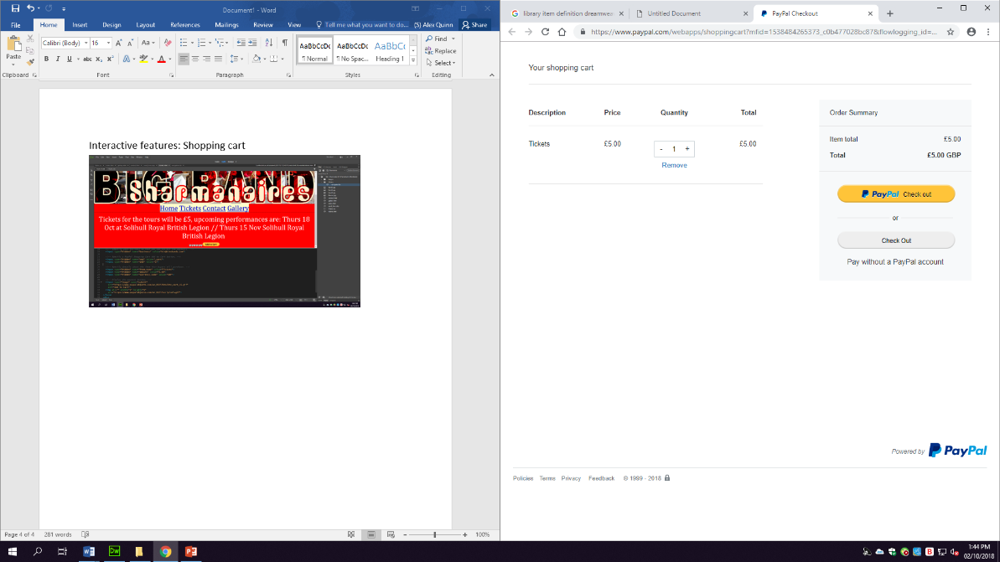 Document1 - Word
File Home Insert Design Layout References Mailings Review View Tell me what you want to do... (S) Alex Quinn Share
Paste
Calibri (Body) 16
Find
Replace
Select
AaBbCcDc AaBbCcDc AaBbCc
¶ Normal ¶ No Spac... Heading 1
Clipboard Font Paragraph Styles Editing
Interactive features: Shopping cart
BIG BAND
Sharmanaires
Home Tickets Contact Gallery
Tickets for the tours will be £5, upcoming performances are: Thurs 18
Oct at Solihull Royal British Legion // Thurs 15 Nov Solihull Royal
British Legion
Page 4 of 4 281 words
100%
library item definition dreamwea
Untitled Document
PayPal Checkout
https://www.paypal.com/webapps/shoppingcart?mfid=1538484265373_c0b477028bc87&flowlogging_id=...
Your shopping cart
Description Price Quantity Total
Tickets £5.00 - 1 + £5.00
Remove
Order Summary
Item total £5.00
Total £5.00 GBP
PayPal Check out
or
Check Out
Pay without a PayPal account
Powered by PayPal
Policies Terms Privacy Feedback © 1999 - 2018
1:44 PM
02/10/2018